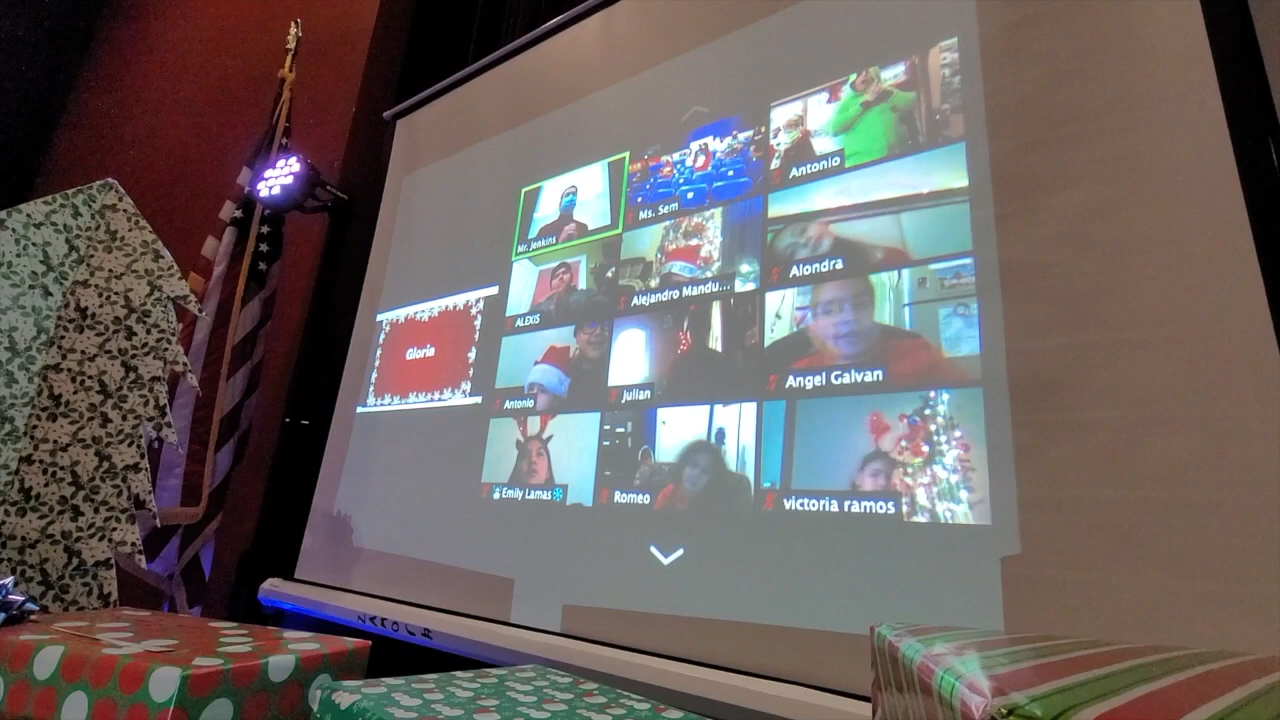 Mr. Jenkins
Ms. Sem
Antonio
ALEXIS
Alejandro Mandu...
Alondra
Gloria
Antonio
Julian
Angel Galvan
Emily Lamas
Romeo
victoria ramos